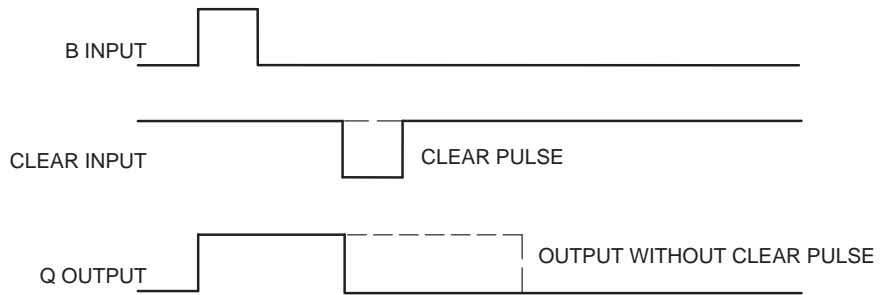 B INPUT
CLEAR INPUT
CLEAR PULSE
Q OUTPUT
OUTPUT WITHOUT CLEAR PULSE